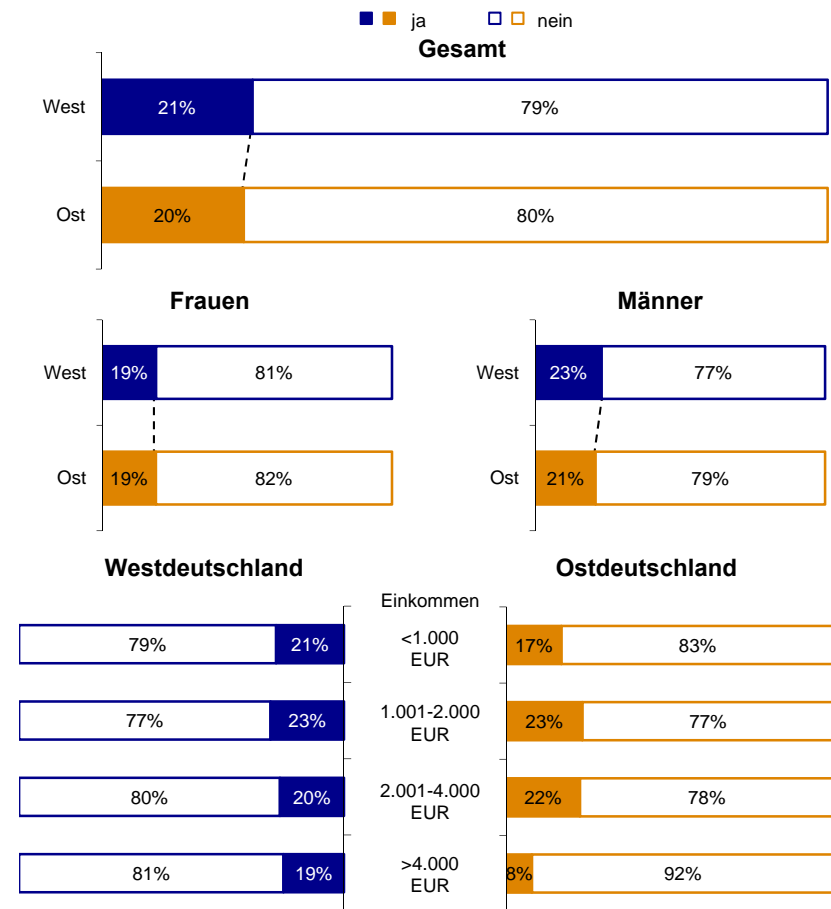 ja nein
Gesamt
West 21% 79%
Ost 20% 80%
Frauen
West 19% 81%
Ost 19% 82%
Männer
West 23% 77%
Ost 21% 79%
Westdeutschland Ostdeutschland
Einkommen
79% 21% <1.000 17% 83%
EUR
77% 23% 1.001-2.000 23% 77%
EUR
80% 20% 2.001-4.000 22% 78%
EUR
81% 19% >4.000 8% 92%
EUR